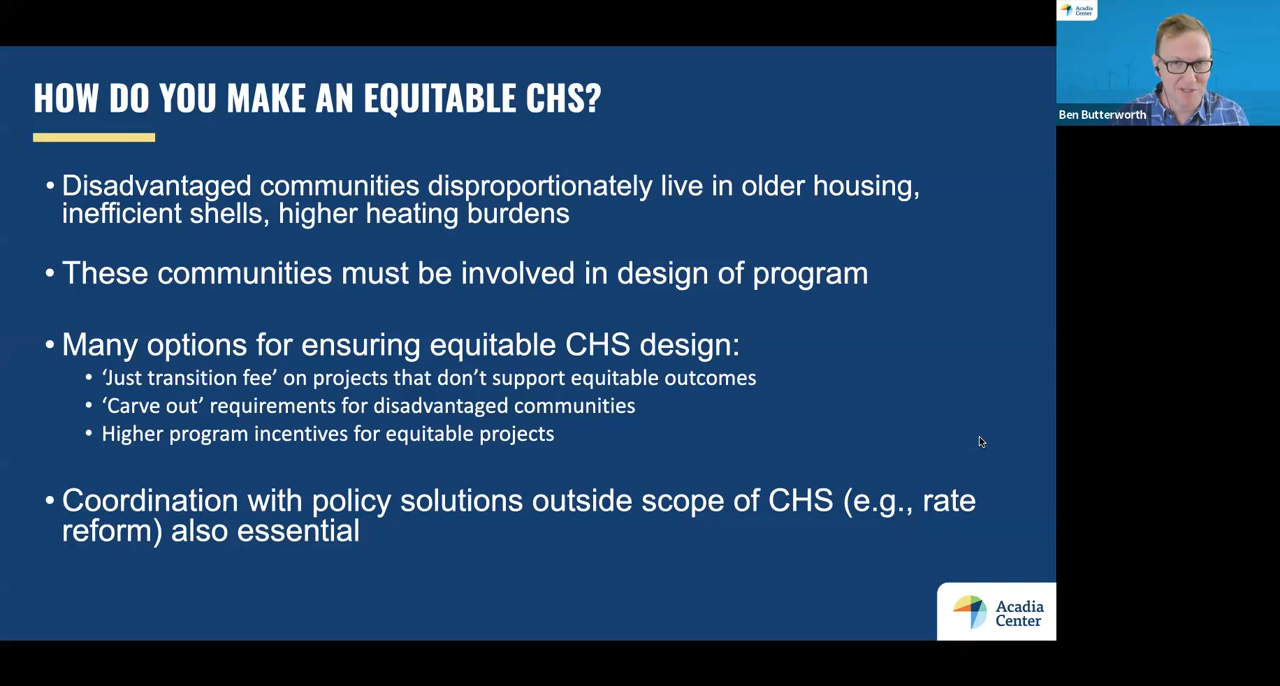 HOW DO YOU MAKE AN EQUITABLE CHS?
• Disadvantaged communities disproportionately live in older housing,
inefficient shells, higher heating burdens
• These communities must be involved in design of program
• Many options for ensuring equitable CHS design:
• ‘Just transition fee’ on projects that don’t support equitable outcomes
• ‘Carve out’ requirements for disadvantaged communities
• Higher program incentives for equitable projects
• Coordination with policy solutions outside scope of CHS (e.g., rate
reform) also essential
Acadia
Center
Acadia
Center
Ben Butterworth